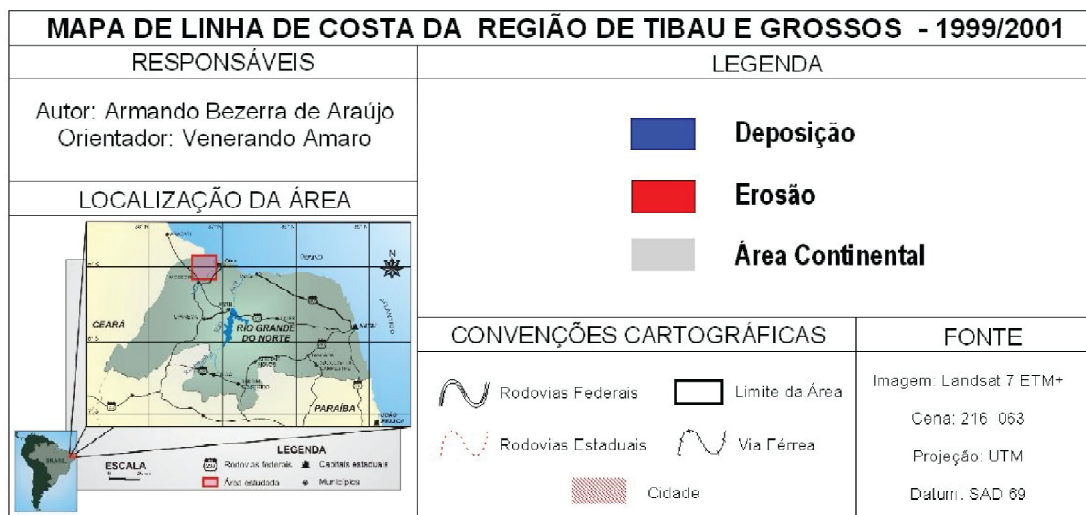 MAPA DE LINHA DE COSTA DA REGIÃO DE TIBAU E GROSSOS - 1999/2001
RESPONSÁVEIS
Autor: Armando Bezerra de Araújo
Orientador: Venerando Amaro
LOCALIZAÇÃO DA ÁREA
CEARÁ
RIO GRANDE
DO NORTE
PARAÍBA
N
BRASIL
ESCALA
LEGENDA
Rodovias federais
Capitais estaduais
Área estudada
Municípios
LEGENDA
Deposição
Erosão
Área Continental
CONVENÇÕES CARTOGRÁFICAS
Rodovias Federais
Limite da Área
Rodovias Estaduais
Via Férrea
Cidade
FONTE
Imagem: Landsat 7 ETM+
Cena: 216 063
Projeção: UTM
Datum: SAD 69